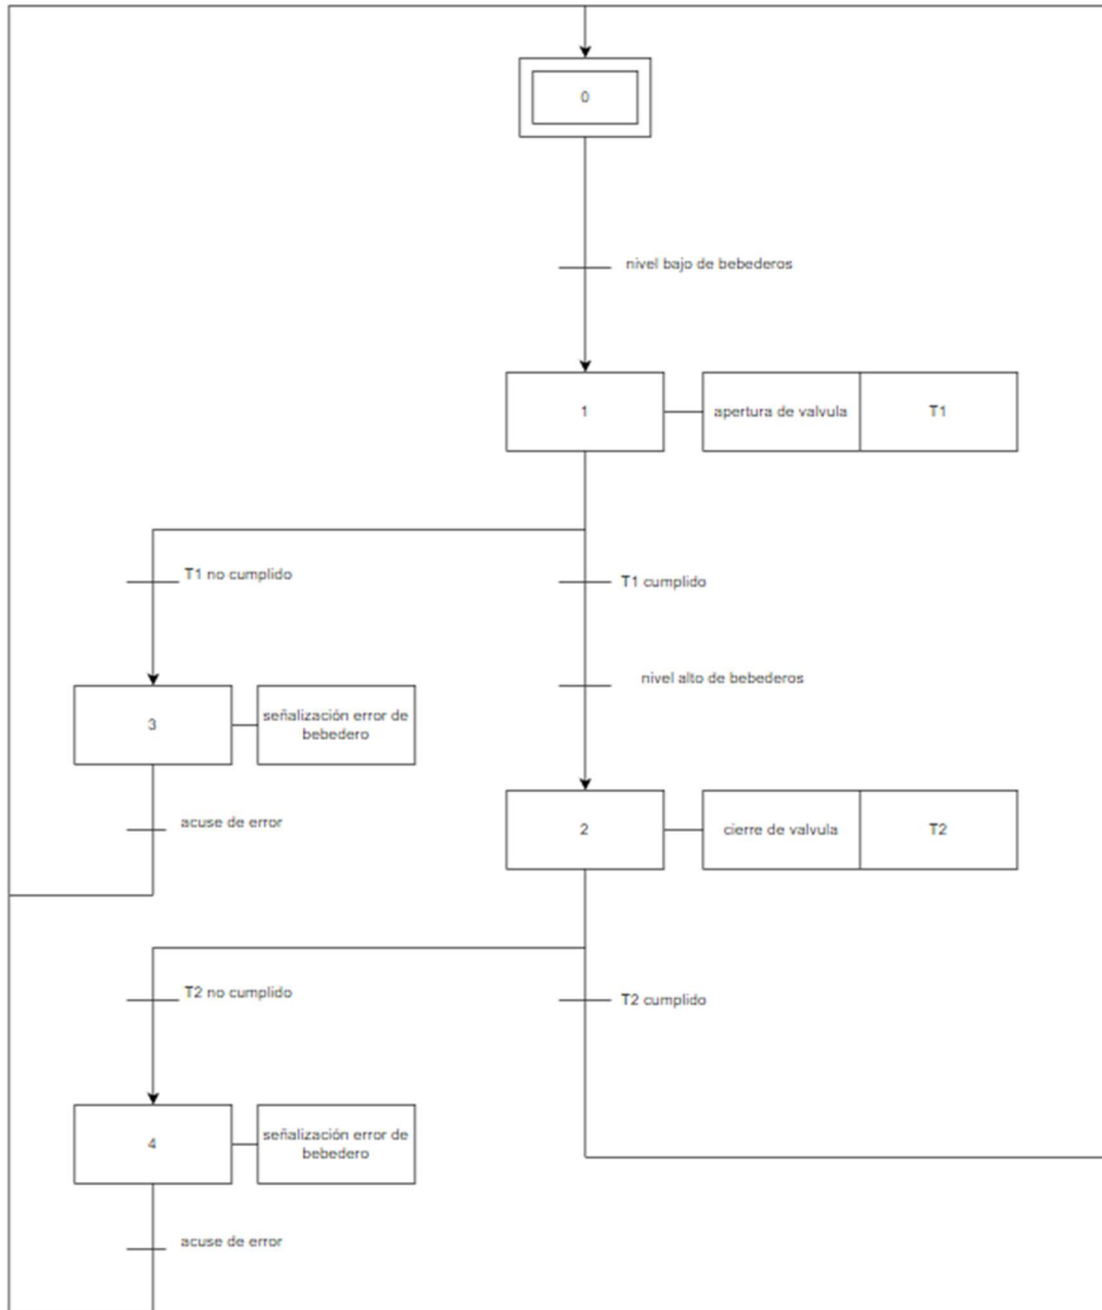 0
nivel bajo de bebederos
1
apertura de valvula
T1
T1 no cumplido
T1 cumplido
nivel alto de bebederos
3
señalización error de
bebedero
acuse de error
2
cierre de valvula
T2
T2 no cumplido
T2 cumplido
4
señalización error de
bebedero
acuse de error